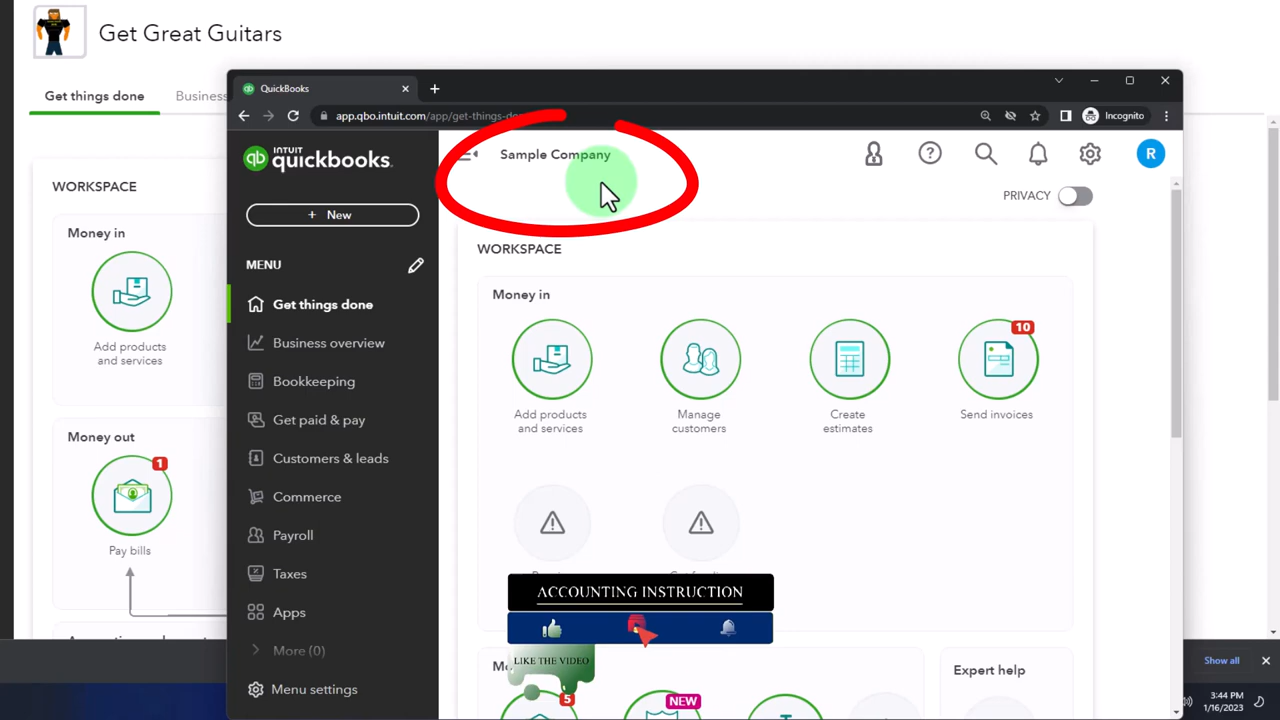 Get Great Guitars
Get things done
Business
WORKSPACE
Money in
Add products
and services
Money out
1
Pay bills
QuickBooks
app.qbo.intuit.com/app/get-things-do
Incognito
INTUIT
quickbooks.
Sample Company
R
+ New
PRIVACY
MENU
Get things done
Business overview
Bookkeeping
Get paid & pay
Customers & leads
Commerce
Payroll
Taxes
Apps
More (0)
Menu settings
WORKSPACE
Money in
10
Add products
and services
Manage
customers
Create
estimates
Send invoices
ACCOUNTING INSTRUCTION
LIKE THE VIDEO
5
NEW
Expert help
Show all
3:44 PM
1/16/2023